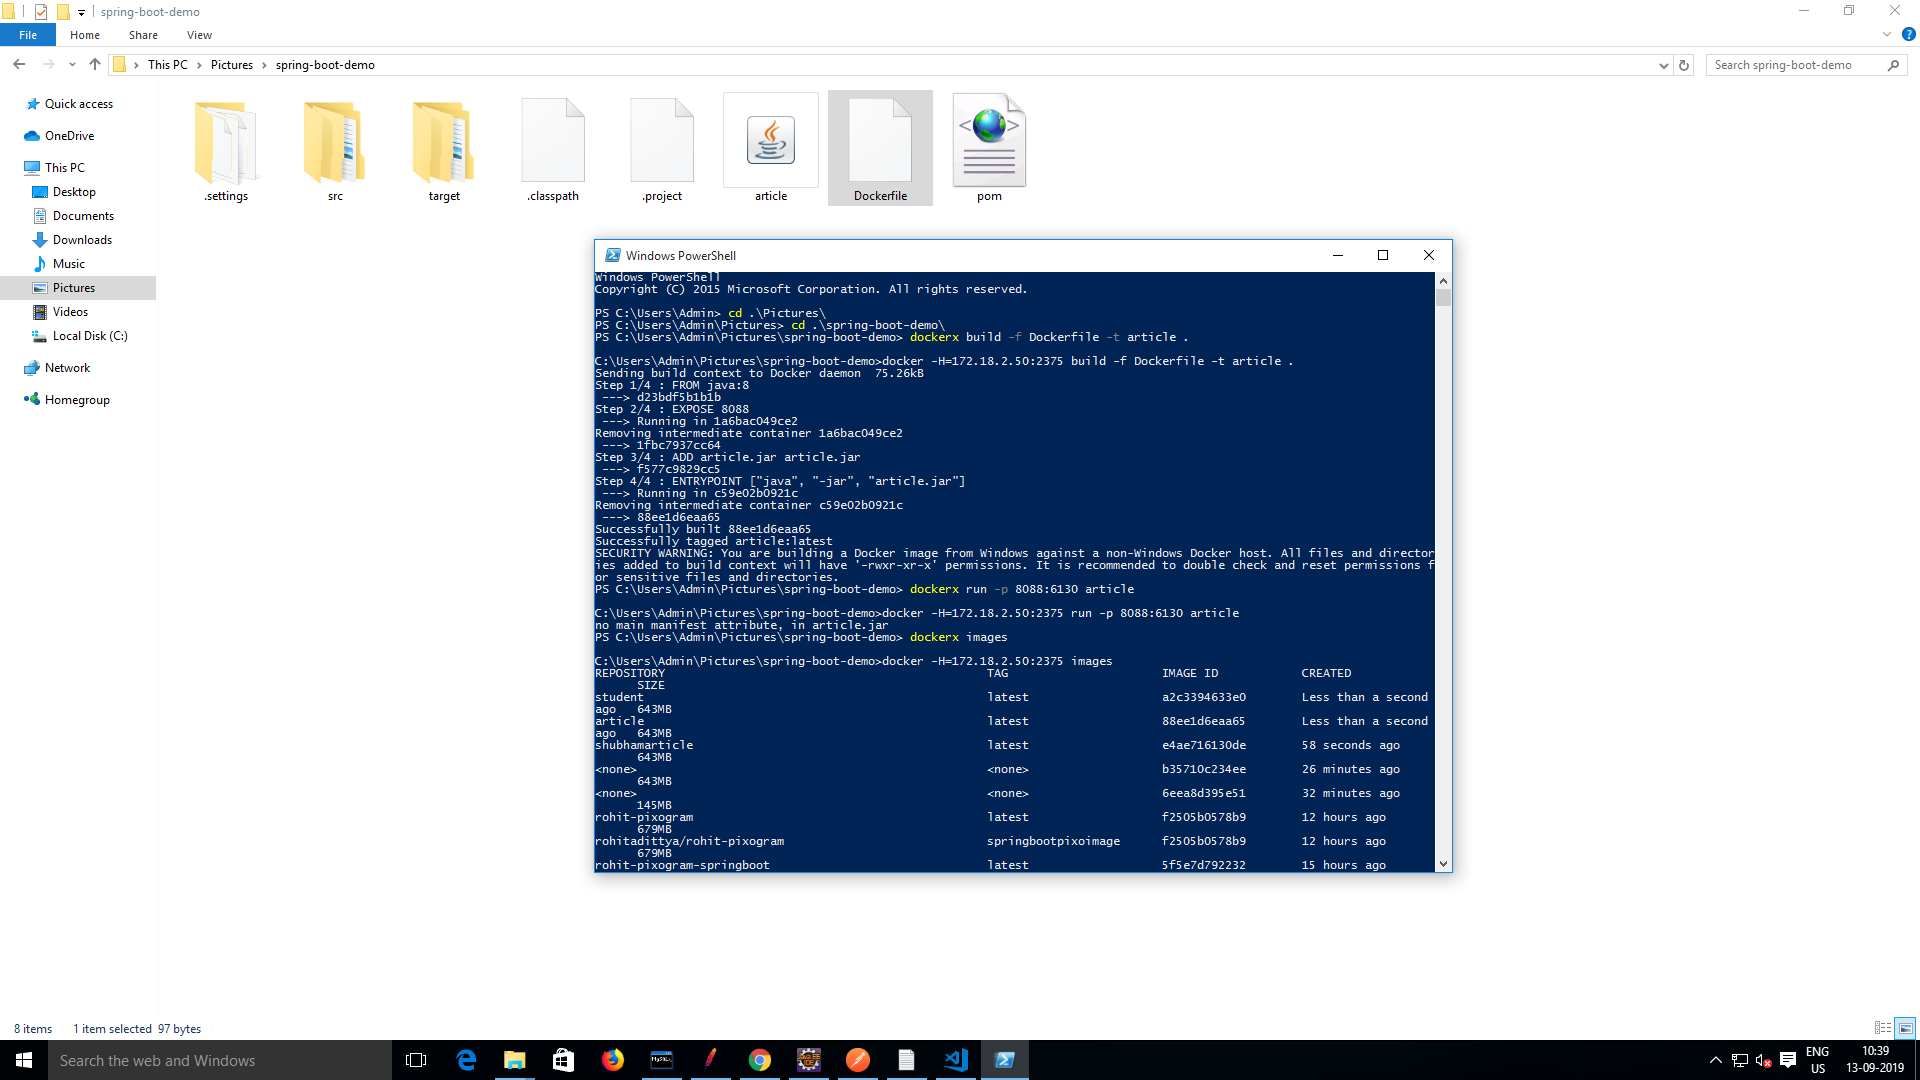 spring-boot-demo
File Home Share View
This PC Pictures spring-boot-demo
Search spring-boot-demo
Quick access
OneDrive
This PC
Desktop
Documents
Downloads
Music
Pictures
Videos
Local Disk (C:)
Network
Homegroup
.settings src target .classpath .project article Dockerfile pom
Windows PowerShell
Windows PowerShell
Copyright (C) 2015 Microsoft Corporation. All rights reserved.
PS C:\Users\Admin> cd .\Pictures\
PS C:\Users\Admin\Pictures> cd .\spring-boot-demo\
PS C:\Users\Admin\Pictures\spring-boot-demo> dockerx build -f Dockerfile -t article .
C:\Users\Admin\Pictures\spring-boot-demo>docker -H=172.18.2.50:2375 build -f Dockerfile -t article .
Sending build context to Docker daemon  75.26kB
Step 1/4 : FROM java:8
 ---> d23bdf5b1b1b
Step 2/4 : EXPOSE 8088
 ---> Running in 1a6bac049ce2
Removing intermediate container 1a6bac049ce2
 ---> 1fbc7937cc64
Step 3/4 : ADD article.jar article.jar
 ---> f577c9829cc5
Step 4/4 : ENTRYPOINT ["java", "-jar", "article.jar"]
 ---> Running in c59e02b0921c
Removing intermediate container c59e02b0921c
 ---> 88ee1d6eaa65
Successfully built 88ee1d6eaa65
Successfully tagged article:latest
SECURITY WARNING: You are building a Docker image from Windows against a non-Windows Docker host. All files and director
ies added to build context will have '-rwxr-xr-x' permissions. It is recommended to double check and reset permissions f
or sensitive files and directories.
PS C:\Users\Admin\Pictures\spring-boot-demo> dockerx run -p 8088:6130 article
C:\Users\Admin\Pictures\spring-boot-demo>docker -H=172.18.2.50:2375 run -p 8088:6130 article
no main manifest attribute, in article.jar
PS C:\Users\Admin\Pictures\spring-boot-demo> dockerx images
C:\Users\Admin\Pictures\spring-boot-demo>docker -H=172.18.2.50:2375 images
REPOSITORY TAG IMAGE ID CREATED
SIZE
student latest a2c3394633e0 Less than a second
ago 643MB
article latest 88ee1d6eaa65 Less than a second
ago 643MB
shubhamarticle latest e4ae716130de 58 seconds ago
643MB
<none> <none> b35710c234ee 26 minutes ago
643MB
<none> <none> 6eea8d395e51 32 minutes ago
145MB
rohit-pixogram latest f2505b0578b9 12 hours ago
679MB
rohitadittya/rohit-pixogram springbootpixoimage f2505b0578b9 12 hours ago
679MB
rohit-pixogram-springboot latest 5f5e7d792232 15 hours ago
8 items 1 item selected 97 bytes
Search the web and Windows
MySQL
Java EE
IDE
ENG
US
10:39
13-09-2019